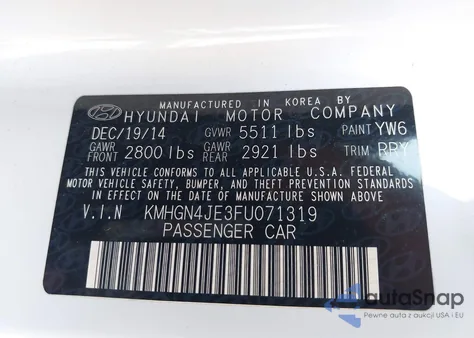 MANUFACTURED IN KOREA BY
HYUNDAI MOTOR COMPANY
DEC/19/14 GVWR 5511 lbs PAINT YW6
GAWR FRONT 2800 lbs GAWR REAR 2921 lbs TRIM RRY
THIS VEHICLE CONFORMS TO ALL APPLICABLE U.S.A. FEDERAL
MOTOR VEHICLE SAFETY, BUMPER, AND THEFT PREVENTION STANDARDS
IN EFFECT ON THE DATE OF MANUFACTURE SHOWN ABOVE.
V.I.N KMHGN4JE3FU071319
PASSENGER CAR
autaSnap
Pewne auta z aukcji USA i EU